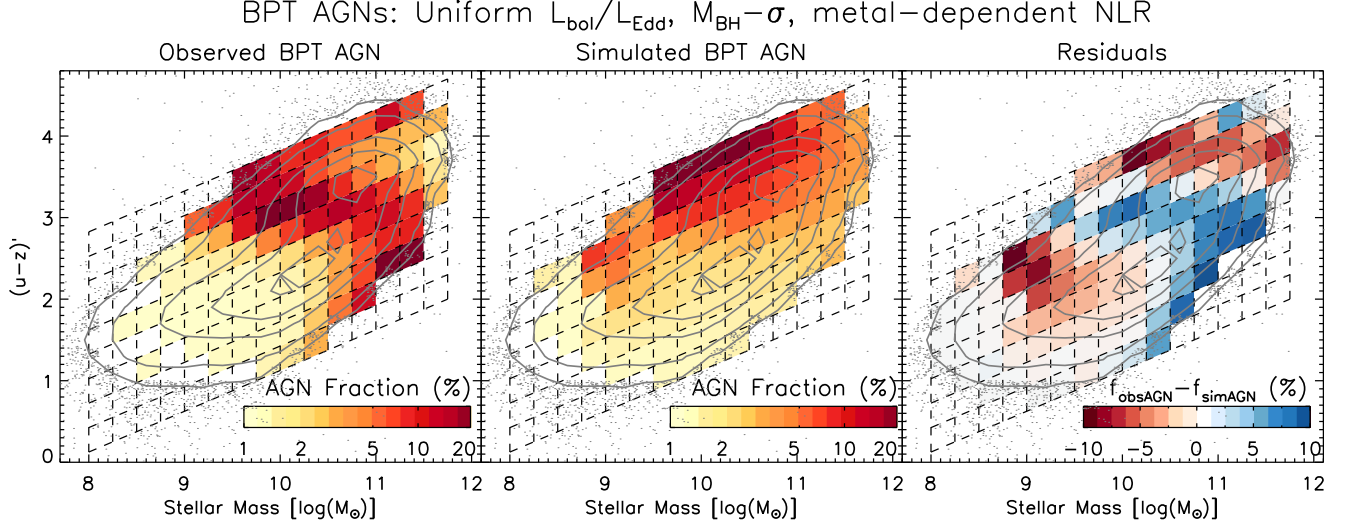 BPT AGNs: Uniform L_bol/L_Edd, M_BH−σ, metal−dependent NLR
Observed BPT AGN
Simulated BPT AGN
Residuals
(u−z)'
4
3
2
1
0
AGN Fraction (%)
1 2 5 10 20
AGN Fraction (%)
1 2 5 10 20
f_obsAGN−f_simAGN (%)
−10 −5 0 5 10
8 9 10 11 12
8 9 10 11 12
8 9 10 11 12
Stellar Mass [log(M☉)]
Stellar Mass [log(M☉)]
Stellar Mass [log(M☉)]